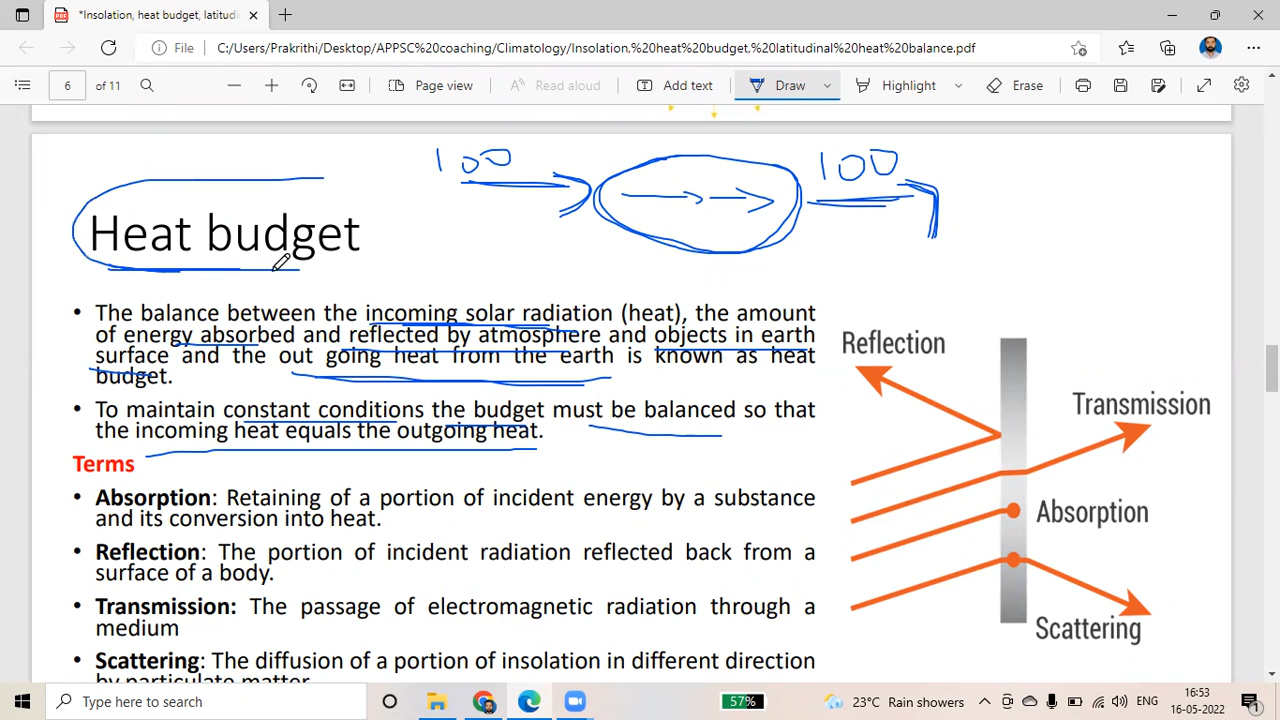 *Insolation, heat budget, latitudi
File
C:/Users/Prakrithi/Desktop/APPSC%20cosching/Climatology/Insolation,%20heat%20budget,%20latitudinal%20heat%20balance.pdf
6 of 11
Page view
Read aloud
Add text
Draw
Highlight
Erase
100
100
Heat budget
• The balance between the incoming solar radiation (heat), the amount
of energy absorbed and reflected by atmosphere and objects in earth
surface and the out going heat from the earth is known as heat
budget.
• To maintain constant conditions the budget must be balanced so that
the incoming heat equals the outgoing heat.
Terms
• Absorption: Retaining of a portion of incident energy by a substance
and its conversion into heat.
• Reflection: The portion of incident radiation reflected back from a
surface of a body.
• Transmission: The passage of electromagnetic radiation through a
medium
• Scattering: The diffusion of a portion of insolation in different direction
by particulate matter
Reflection
Transmission
Absorption
Scattering
Type here to search
57%
23°C Rain showers
ENG
16:53
16-05-2022
1